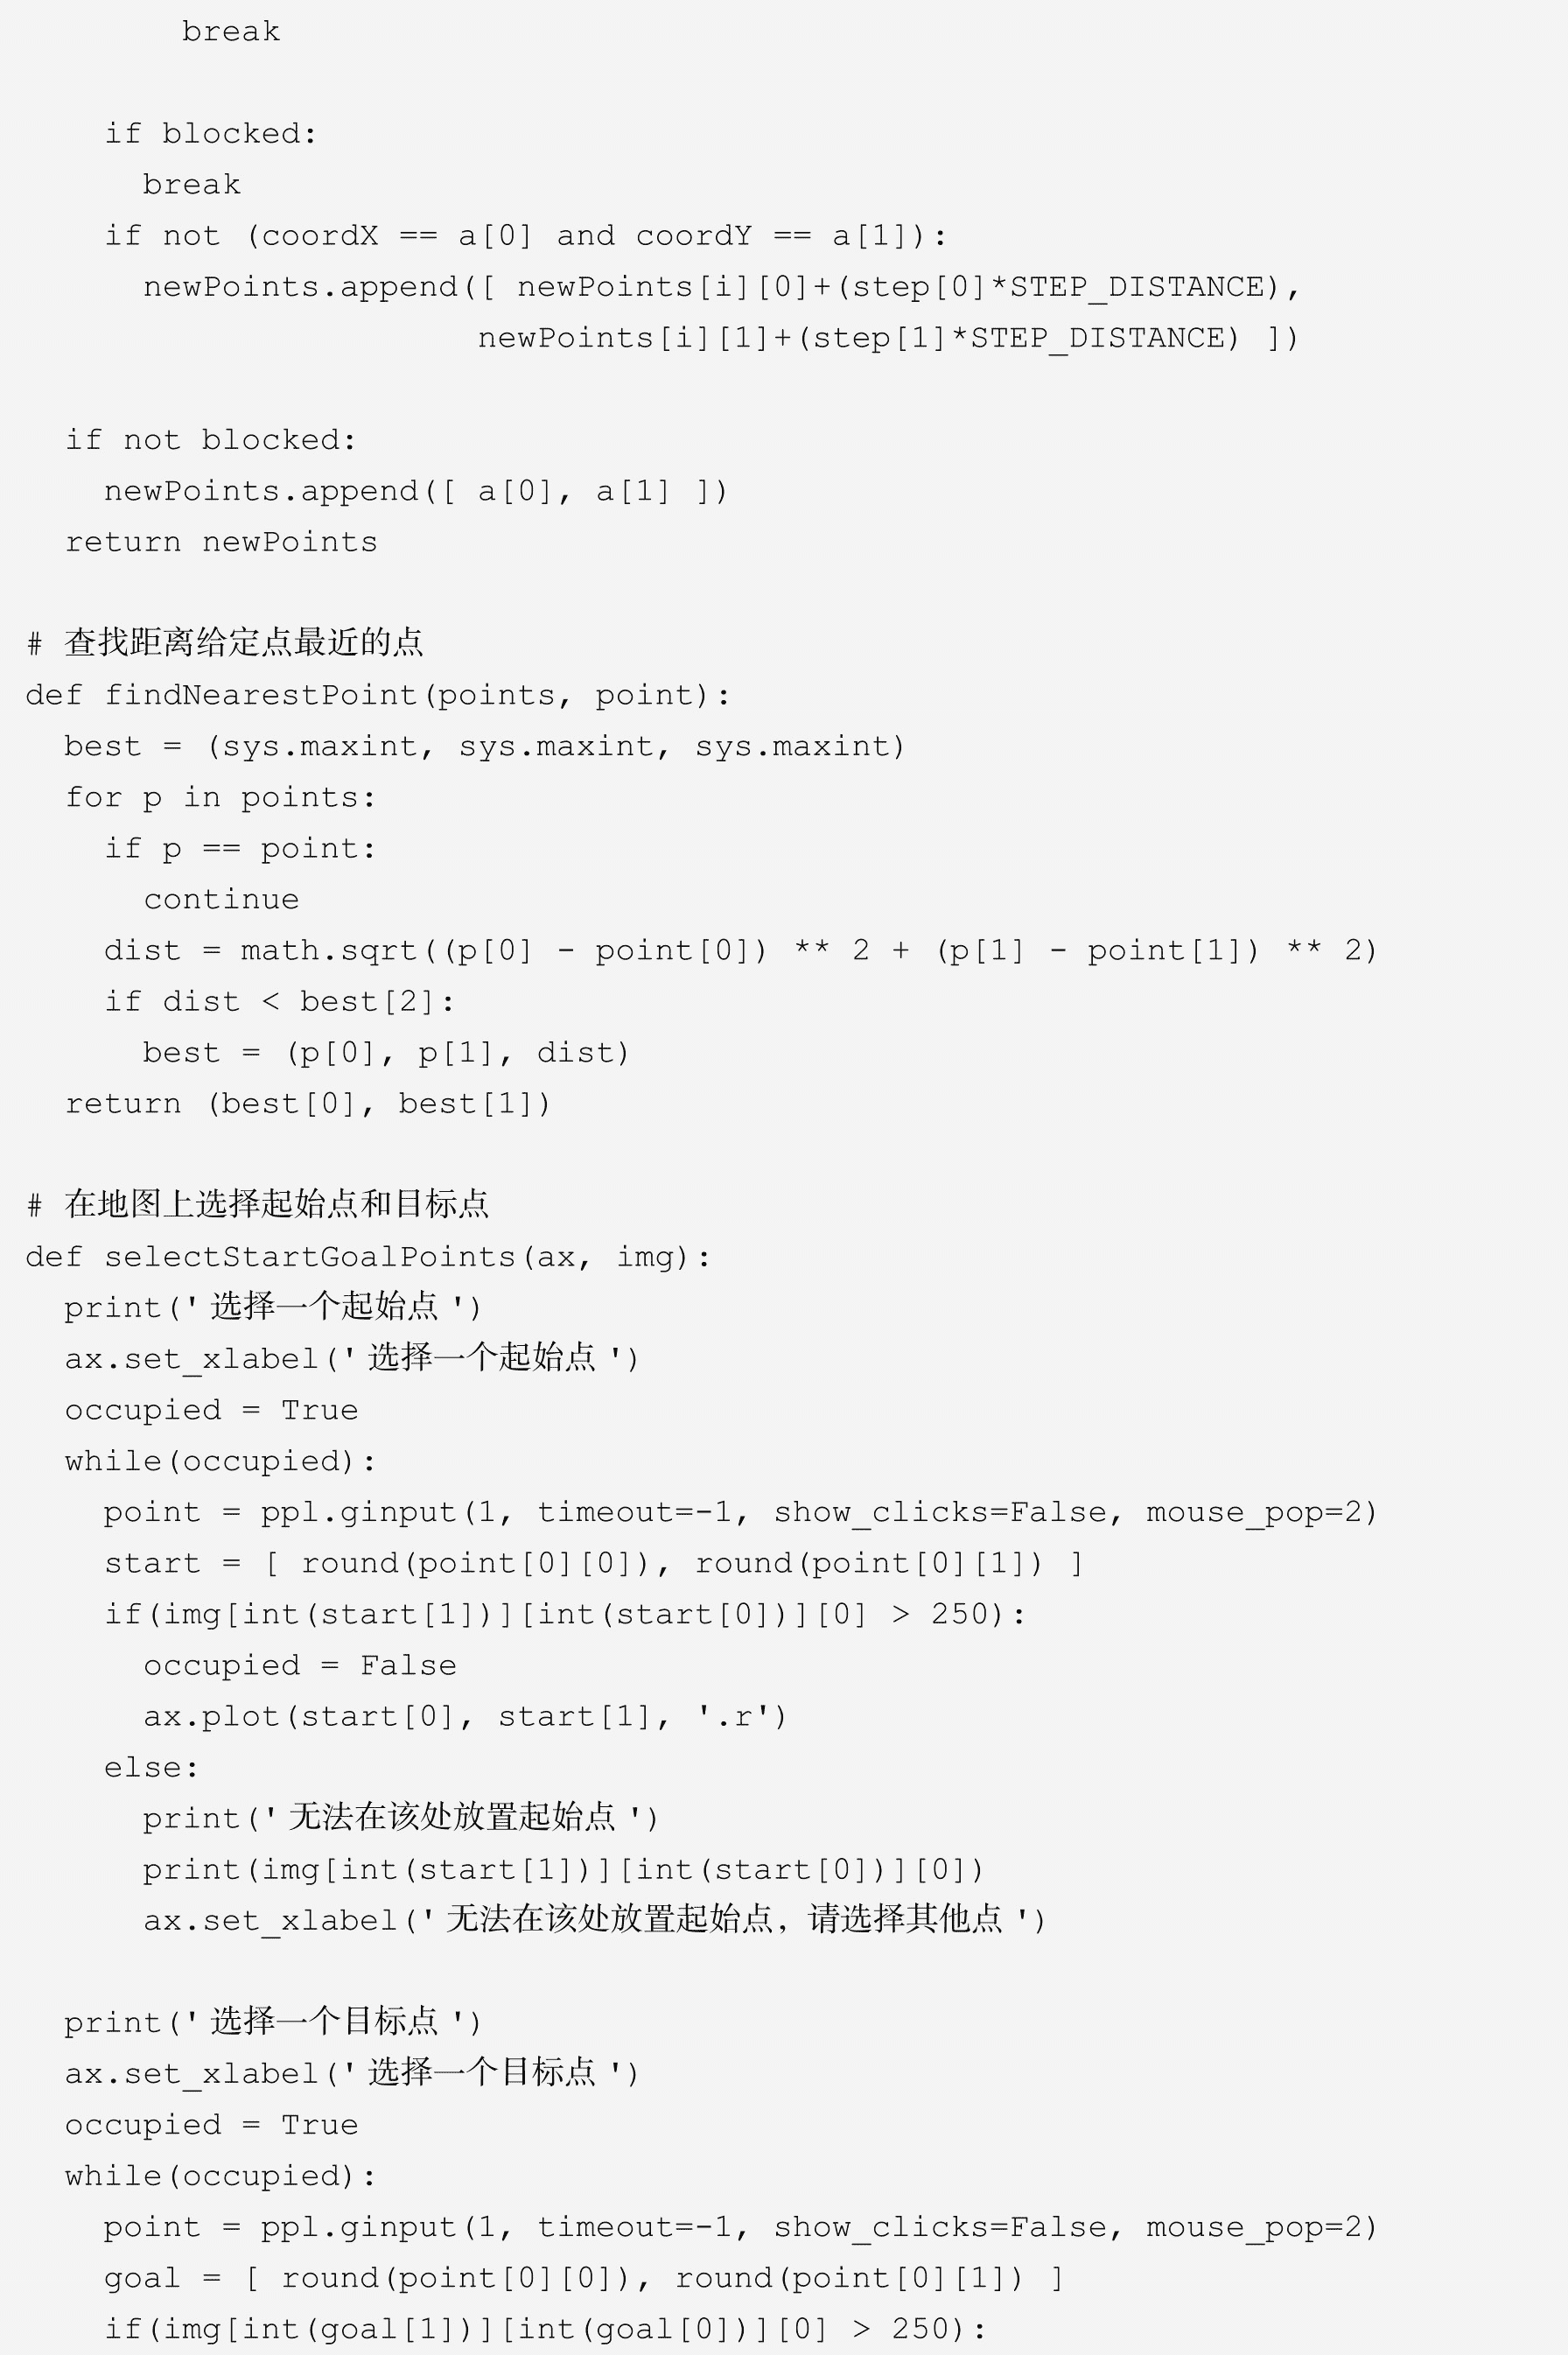 break

    if blocked:
      break
    if not (coordX == a[0] and coordY == a[1]):
      newPoints.append([ newPoints[i][0]+(step[0]*STEP_DISTANCE),
                       newPoints[i][1]+(step[1]*STEP_DISTANCE) ])

  if not blocked:
    newPoints.append([ a[0], a[1] ])
  return newPoints

# 查找距离给定点最近的点
def findNearestPoint(points, point):
  best = (sys.maxint, sys.maxint, sys.maxint)
  for p in points:
    if p == point:
      continue
    dist = math.sqrt((p[0] - point[0]) ** 2 + (p[1] - point[1]) ** 2)
    if dist < best[2]:
      best = (p[0], p[1], dist)
  return (best[0], best[1])

# 在地图上选择起始点和目标点
def selectStartGoalPoints(ax, img):
  print(' 选择一个起始点 ')
  ax.set_xlabel(' 选择一个起始点 ')
  occupied = True
  while(occupied):
    point = ppl.ginput(1, timeout=-1, show_clicks=False, mouse_pop=2)
    start = [ round(point[0][0]), round(point[0][1]) ]
    if(img[int(start[1])][int(start[0])][0] > 250):
      occupied = False
      ax.plot(start[0], start[1], '.r')
    else:
      print(' 无法在该处放置起始点 ')
      print(img[int(start[1])][int(start[0])][0])
      ax.set_xlabel(' 无法在该处放置起始点，请选择其他点 ')

  print(' 选择一个目标点 ')
  ax.set_xlabel(' 选择一个目标点 ')
  occupied = True
  while(occupied):
    point = ppl.ginput(1, timeout=-1, show_clicks=False, mouse_pop=2)
    goal = [ round(point[0][0]), round(point[0][1]) ]
    if(img[int(goal[1])][int(goal[0])][0] > 250):